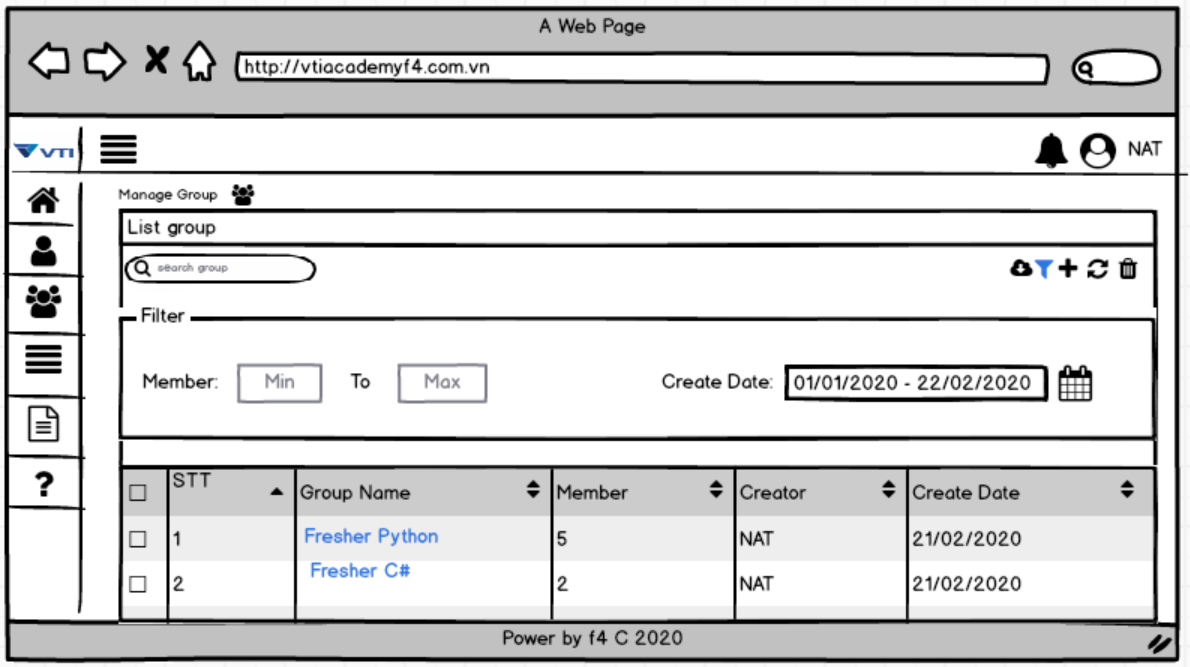 A Web Page
http://vtiacademyf4.com.vn
VTI
NAT
Manage Group
List group
search group
Filter
Member: Min To Max Create Date: 01/01/2020 - 22/02/2020
STT Group Name Member Creator Create Date
1 Fresher Python 5 NAT 21/02/2020
2 Fresher C# 2 NAT 21/02/2020
?
Power by f4 C 2020